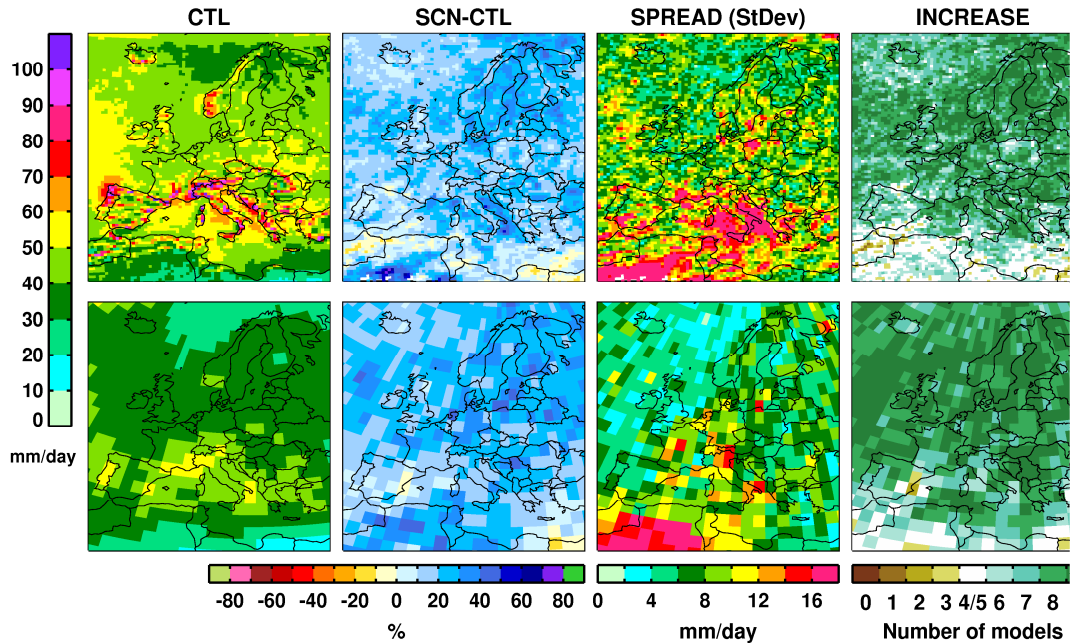 CTL SCN-CTL SPREAD (StDev) INCREASE
100
90
80
70
60
50
40
30
20
10
0
mm/day
-80 -60 -40 -20 0 20 40 60 80
%
0 4 8 12 16
mm/day
0 1 2 3 4/5 6 7 8
Number of models